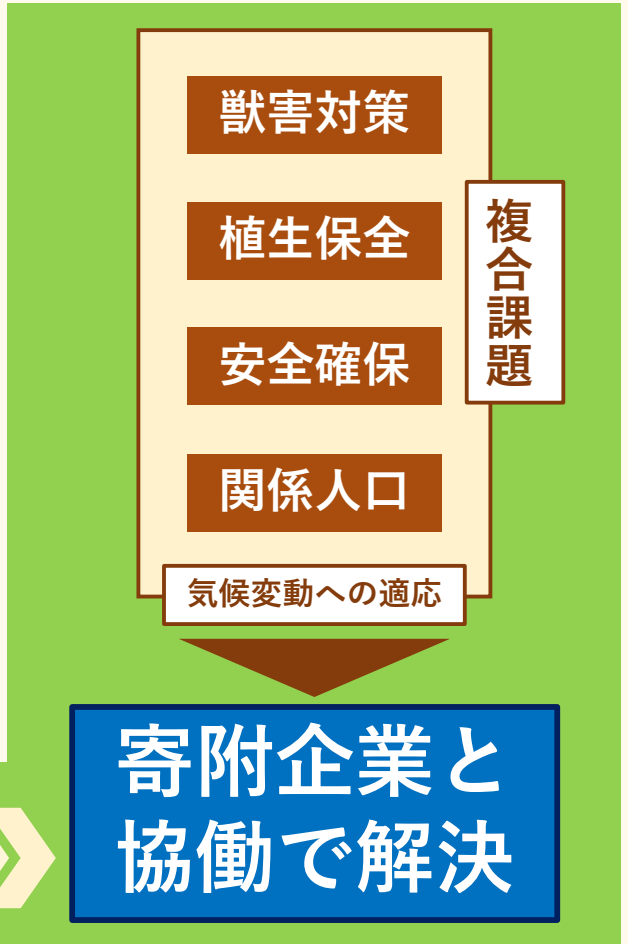 獣害対策
植生保全
安全確保
関係人口
複合課題
気候変動への適応
寄附企業と
協働で解決